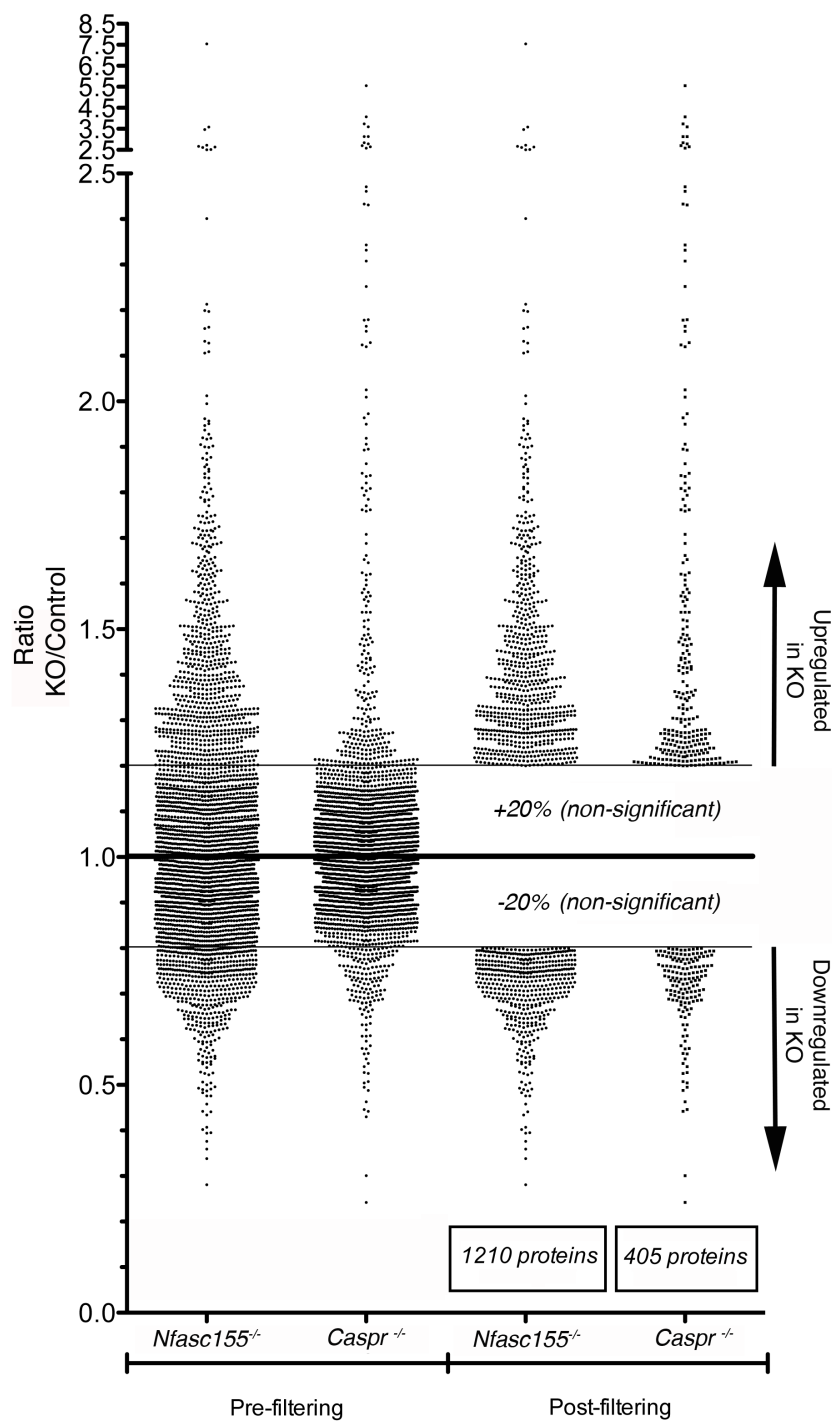 8.5
7.5
6.5
5.5
4.5
3.5
2.5
2.5
2.0
1.5
1.0
0.5
0.0
Ratio
KO/Control
Upregulated
in KO
+20% (non-significant)
-20% (non-significant)
Downregulated
in KO
1210 proteins
405 proteins
Nfasc155-/-
Caspr -/-
Nfasc155-/-
Caspr -/-
Pre-filtering
Post-filtering